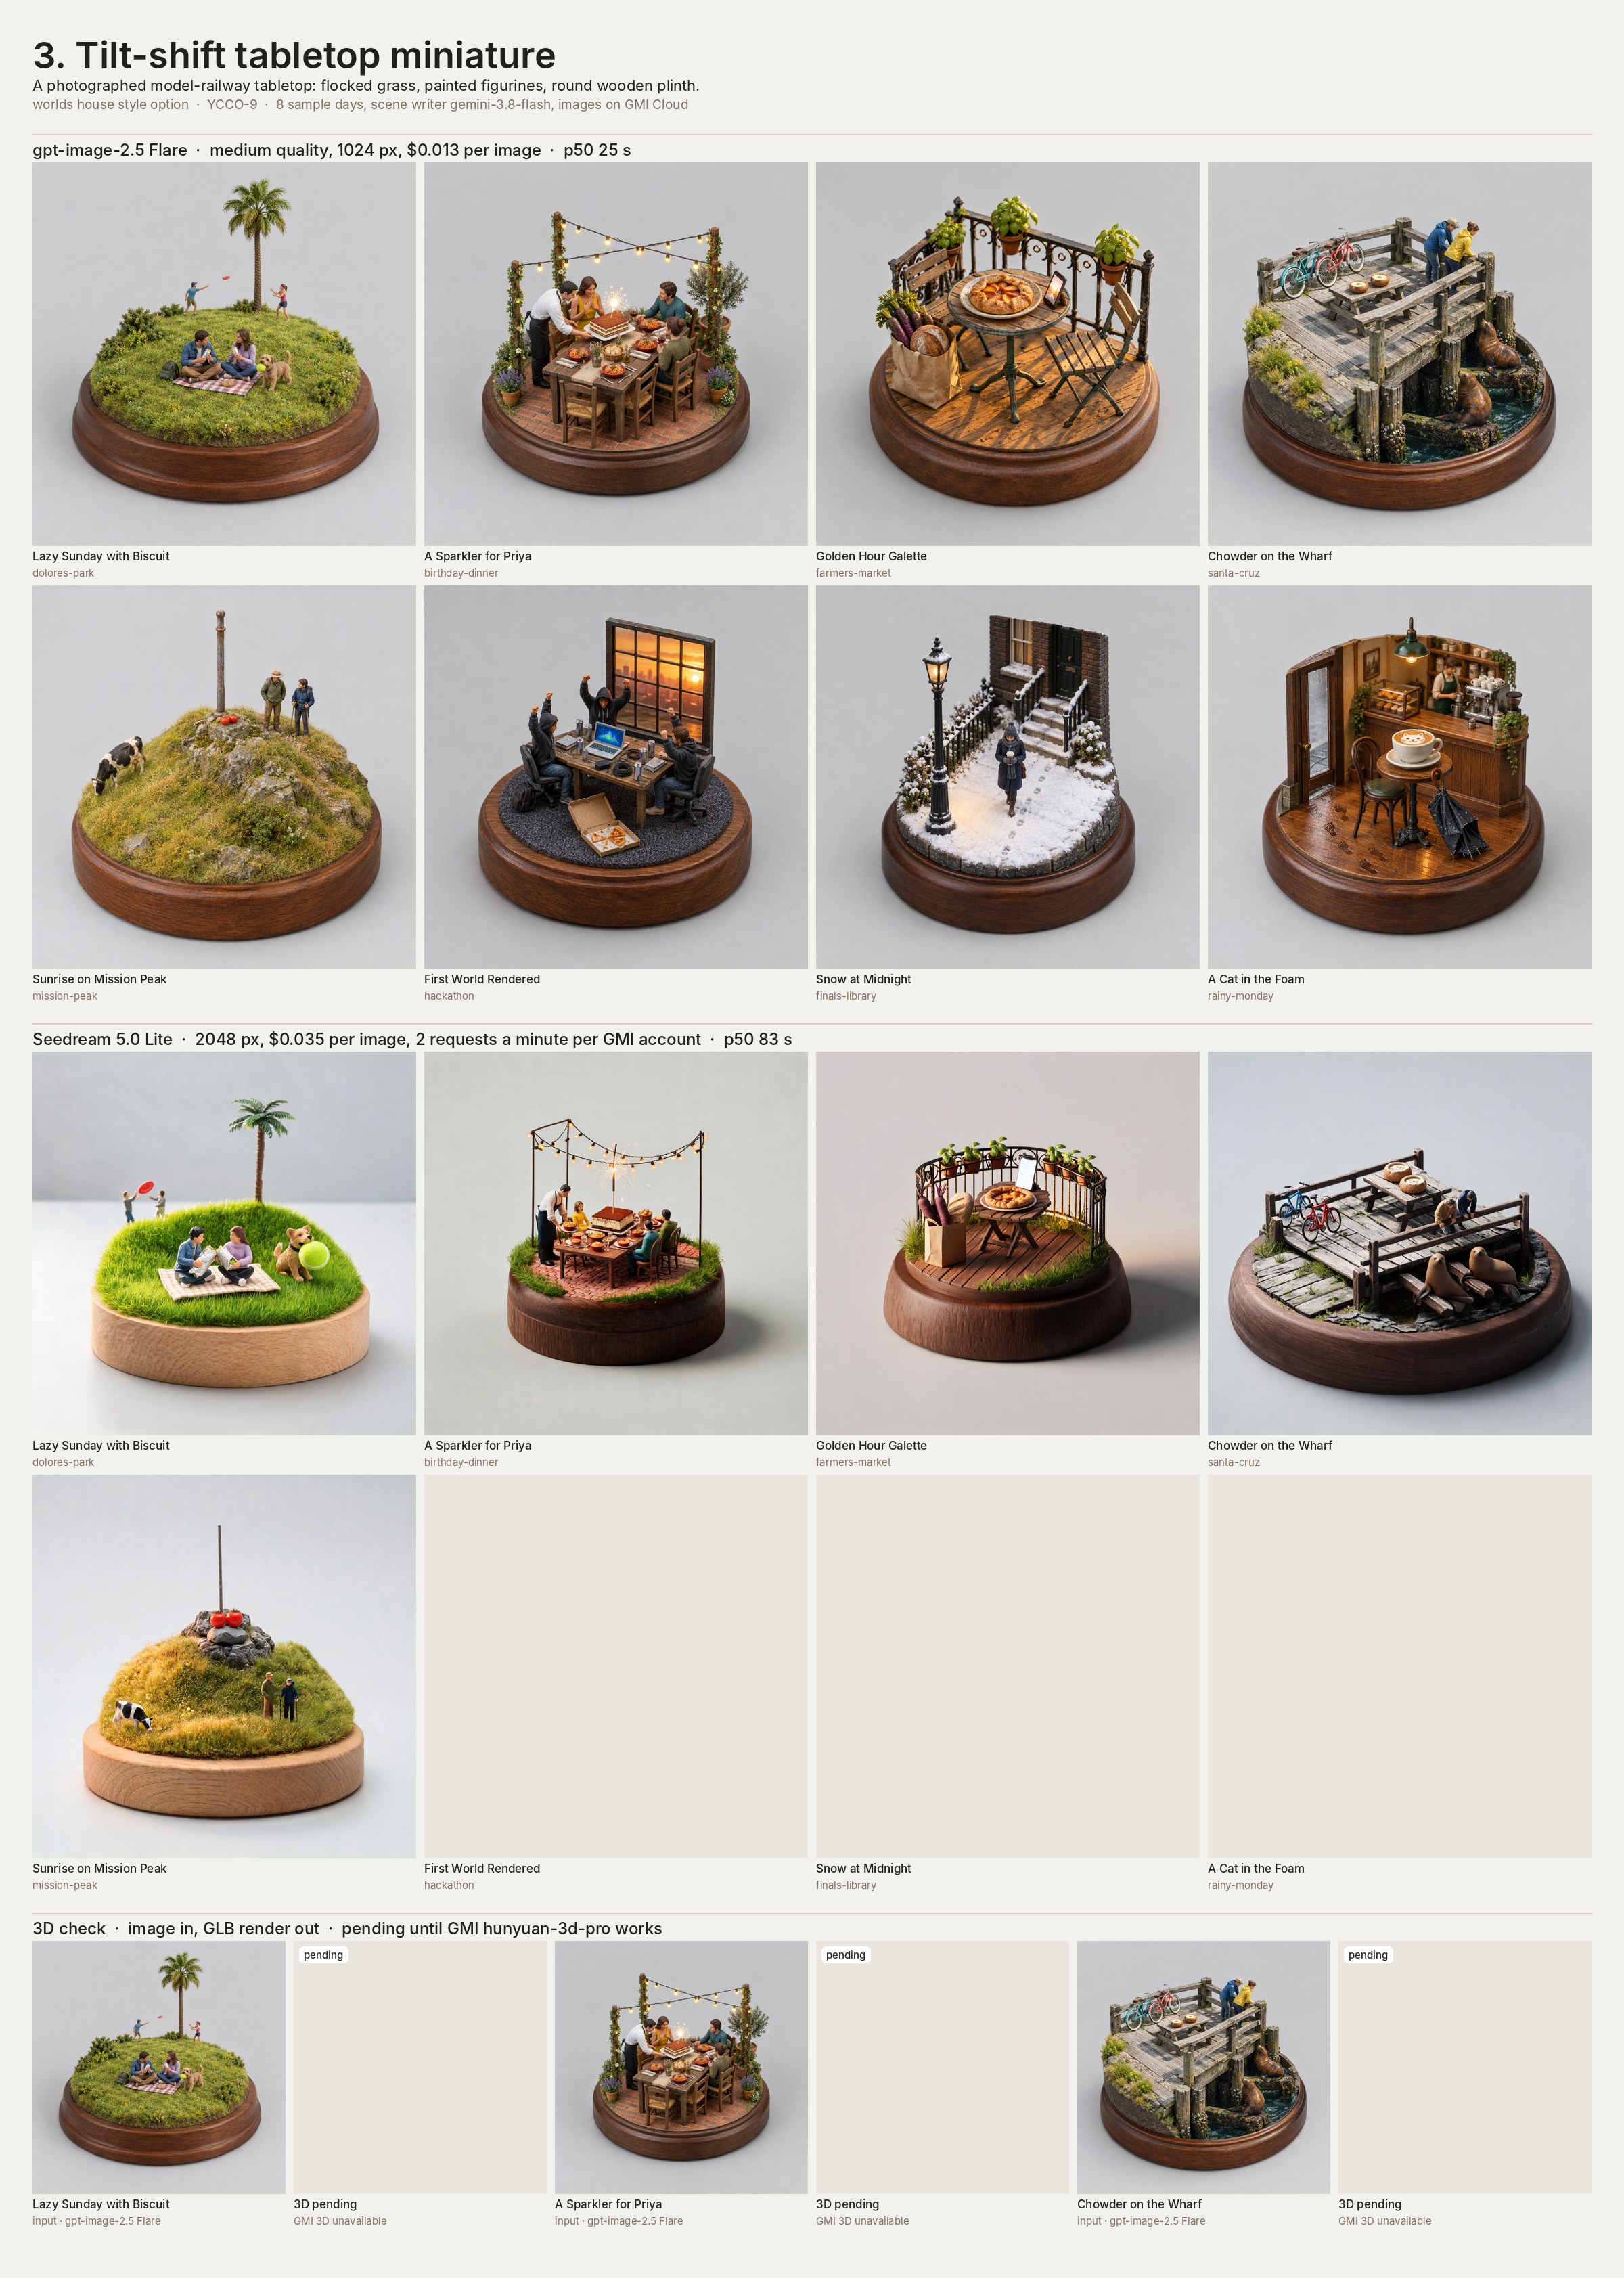 3. Tilt-shift tabletop miniature
A photographed model-railway tabletop: flocked grass, painted figurines, round wooden plinth.
worlds house style option · YCCO-9 · 8 sample days, scene writer gemini-3.8-flash, images on GMI Cloud
gpt-image-2.5 Flare · medium quality, 1024 px, $0.013 per image · p50 25 s
Lazy Sunday with Biscuit
dolores-park
A Sparkler for Priya
birthday-dinner
Golden Hour Galette
farmers-market
Chowder on the Wharf
santa-cruz
Sunrise on Mission Peak
mission-peak
First World Rendered
hackathon
Snow at Midnight
finals-library
A Cat in the Foam
rainy-monday
Seedream 5.0 Lite · 2048 px, $0.035 per image, 2 requests a minute per GMI account · p50 83 s
Lazy Sunday with Biscuit
dolores-park
A Sparkler for Priya
birthday-dinner
Golden Hour Galette
farmers-market
Chowder on the Wharf
santa-cruz
Sunrise on Mission Peak
mission-peak
First World Rendered
hackathon
Snow at Midnight
finals-library
A Cat in the Foam
rainy-monday
3D check · image in, GLB render out · pending until GMI hunyuan-3d-pro works
Lazy Sunday with Biscuit
input · gpt-image-2.5 Flare
pending
3D pending
GMI 3D unavailable
A Sparkler for Priya
input · gpt-image-2.5 Flare
pending
3D pending
GMI 3D unavailable
Chowder on the Wharf
input · gpt-image-2.5 Flare
pending
3D pending
GMI 3D unavailable